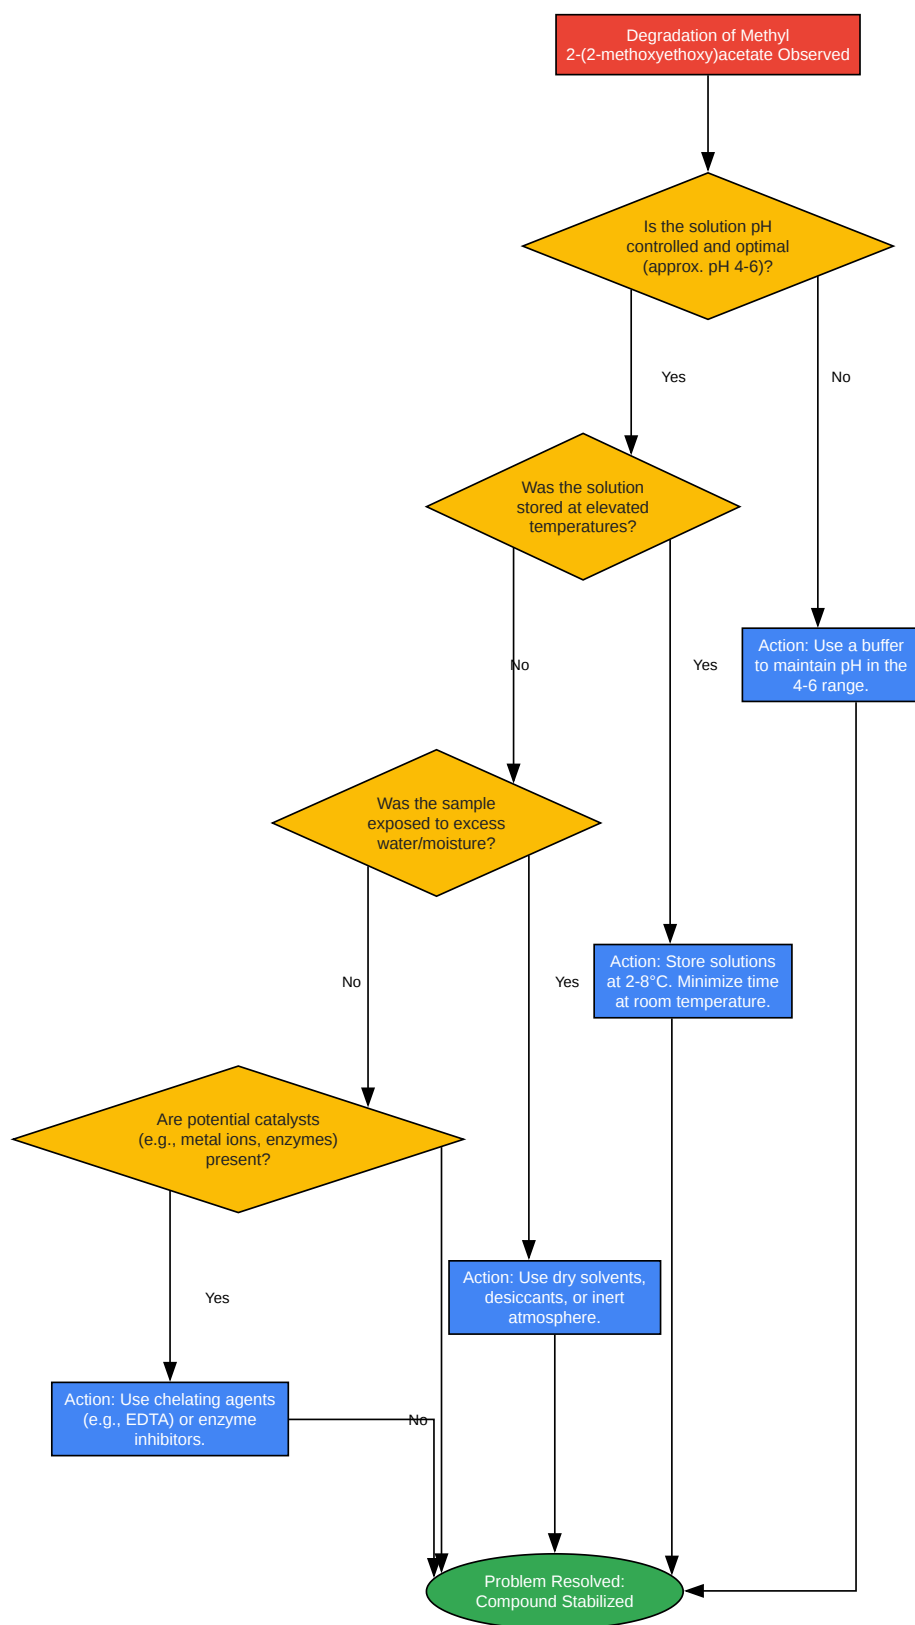 Degradation of Methyl
2-(2-methoxyethoxy)acetate Observed
Is the solution pH
controlled and optimal
(approx. pH 4-6)?
Yes
No
Was the solution
stored at elevated
temperatures?
No
Yes
Action: Use a buffer
to maintain pH in the
4-6 range.
Was the sample
exposed to excess
water/moisture?
No
Yes
Action: Store solutions
at 2-8°C. Minimize time
at room temperature.
Are potential catalysts
(e.g., metal ions, enzymes)
present?
Yes
Action: Use dry solvents,
desiccants, or inert
atmosphere.
Action: Use chelating agents
(e.g., EDTA) or enzyme
inhibitors.
No
Problem Resolved:
Compound Stabilized